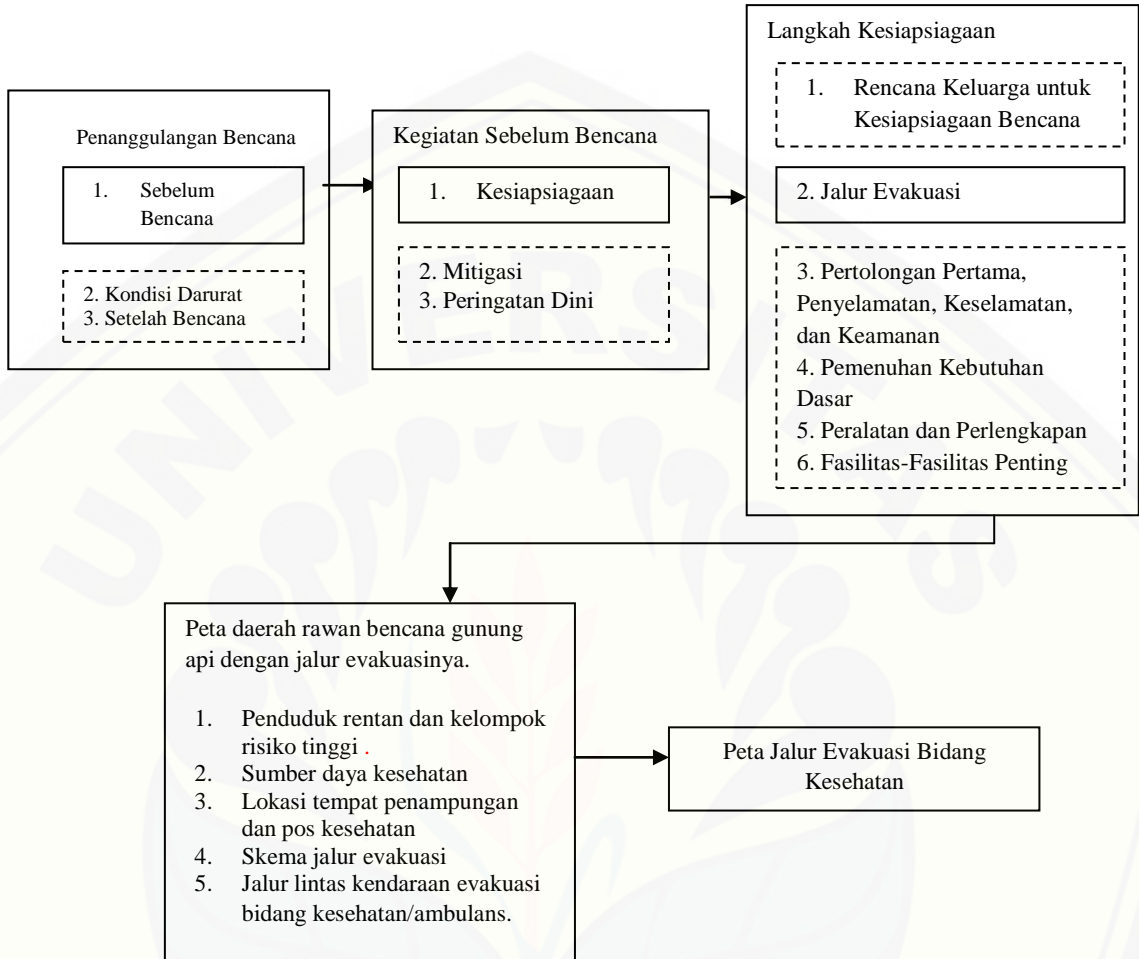 Penanggulangan Bencana
1. Sebelum
Bencana
2. Kondisi Darurat
3. Setelah Bencana
Kegiatan Sebelum Bencana
1. Kesiapsiagaan
2. Mitigasi
3. Peringatan Dini
Langkah Kesiapsiagaan
1. Rencana Keluarga untuk
Kesiapsiagaan Bencana
2. Jalur Evakuasi
3. Pertolongan Pertama,
Penyelamatan, Keselamatan,
dan Keamanan
4. Pemenuhan Kebutuhan
Dasar
5. Peralatan dan Perlengkapan
6. Fasilitas-Fasilitas Penting
Peta daerah rawan bencana gunung
api dengan jalur evakuasinya.
1. Penduduk rentan dan kelompok
risiko tinggi .
2. Sumber daya kesehatan
3. Lokasi tempat penampungan
dan pos kesehatan
4. Skema jalur evakuasi
5. Jalur lintas kendaraan evakuasi
bidang kesehatan/ambulans.
Peta Jalur Evakuasi Bidang
Kesehatan
UNIVERSITAS